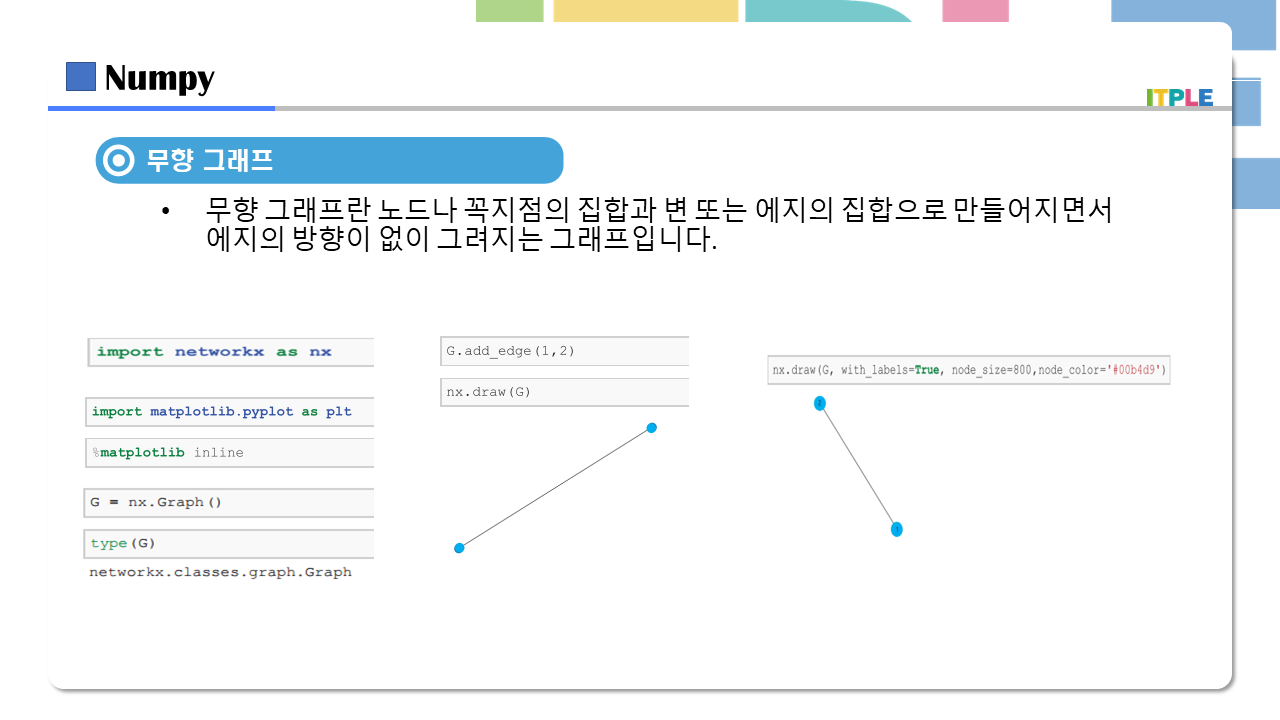 Numpy
ITPLE
무향 그래프
• 무향 그래프란 노드나 꼭지점의 집합과 변 또는 에지의 집합으로 만들어지면서
에지의 방향이 없이 그려지는 그래프입니다.
import networkx as nx
import matplotlib.pyplot as plt
%matplotlib inline
G = nx.Graph()
type(G)
networkx.classes.graph.Graph
G.add_edge(1,2)
nx.draw(G)
nx.draw(G, with_labels=True, node_size=800,node_color='#00b4d9')
2
1